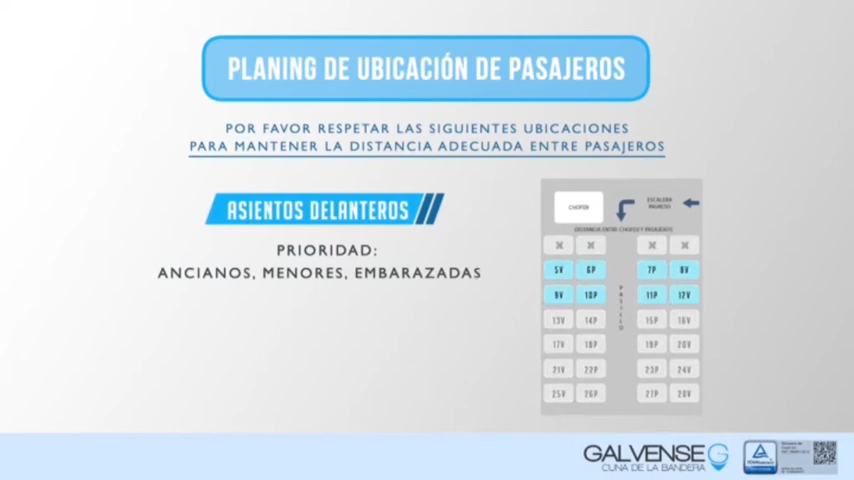 PLANING DE UBICACIÓN DE PASAJEROS
POR FAVOR RESPETAR LAS SIGUIENTES UBICACIONES
PARA MANTENER LA DISTANCIA ADECUADA ENTRE PASAJEROS
ASIENTOS DELANTEROS
PRIORIDAD:
ANCIANOS, MENORES, EMBARAZADAS
CHOFER
ESCALERA
INGRESO
DISTANCIA ENTRE CHOFER Y PASAJEROS
X X X X
5V 6P 7P 8V
9V 10P 11P 12V
PASILLO
13V 14P 15P 16V
17V 18P 19P 20V
21V 22P 23P 24V
25V 26P 27P 28V
GALVENSE G
CUNA DE LA BANDERA